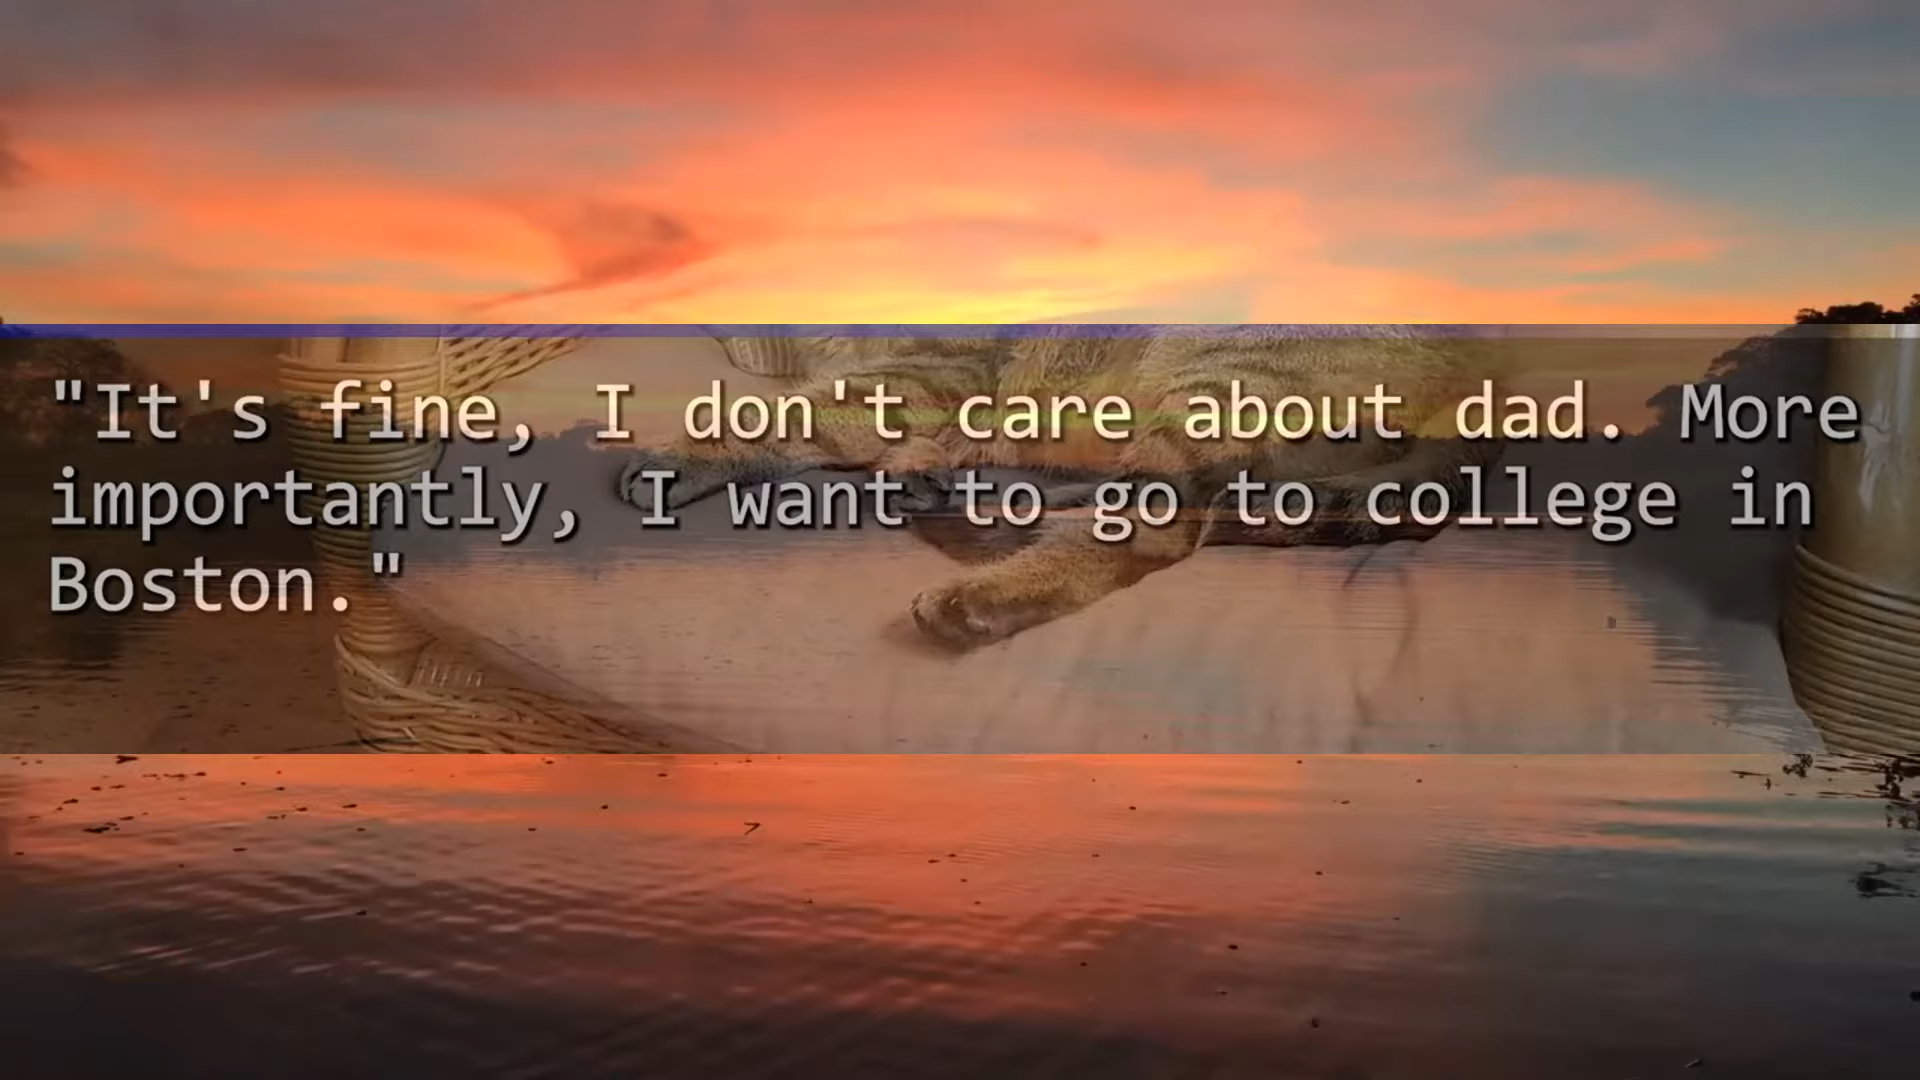 "It's fine, I don't care about dad. More
importantly, I want to go to college in
Boston."